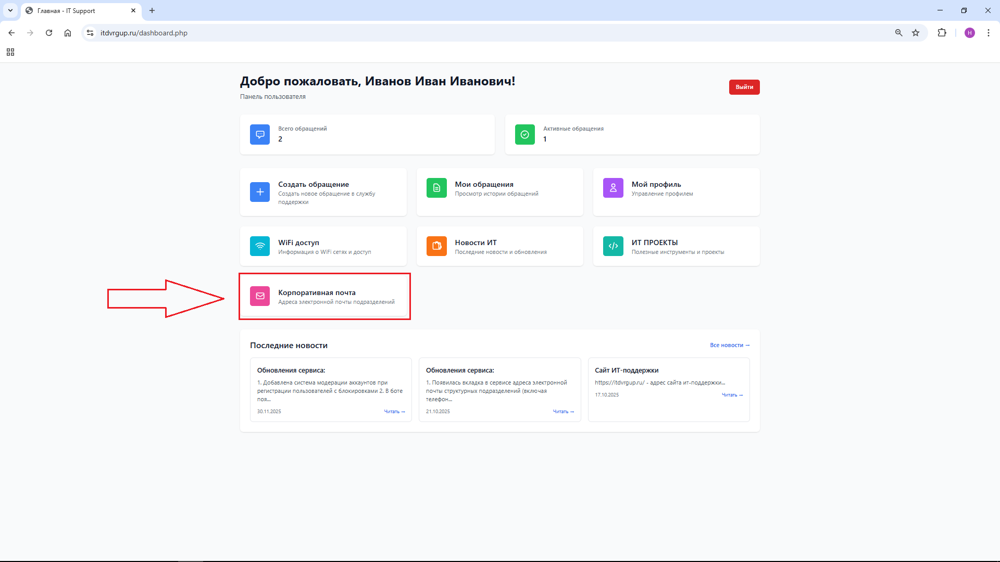 Главная - IT Support
itdvrgup.ru/dashboard.php
H
Добро пожаловать, Иванов Иван Иванович!
Панель пользователя
Выйти
Всего обращений
2
Активные обращения
1
Создать обращение
Создать новое обращение в службу
поддержки
Мои обращения
Просмотр истории обращений
Мой профиль
Управление профилем
WiFi доступ
Информация о WiFi сетях и доступ
Новости ИТ
Последние новости и обновления
ИТ ПРОЕКТЫ
Полезные инструменты и проекты
Корпоративная почта
Адреса электронной почты подразделений
Последние новости
Все новости →
Обновления сервиса:
1. Добавлена система модерации аккаунтов при
регистрации пользователей с блокировками 2. В боте
поя...
30.11.2025
Читать →
Обновления сервиса:
1. Появилась вкладка в сервисе адреса электронной
почты структурных подразделений (включая
телефон...
21.10.2025
Читать →
Сайт ИТ-поддержки
https://itdvrgup.ru/ - адрес сайта ит-поддержки...
17.10.2025
Читать →